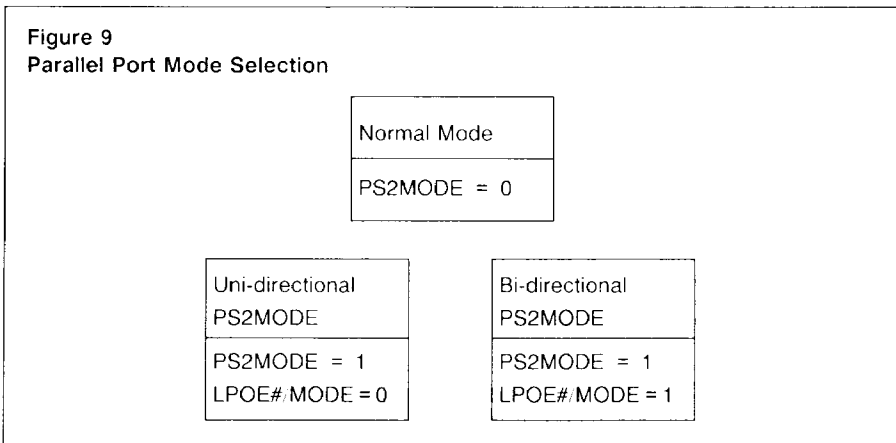 Figure 9
Parallel Port Mode Selection
Normal Mode
PS2MODE = 0
Uni-directional
PS2MODE
PS2MODE = 1
LPOE#/MODE = 0
Bi-directional
PS2MODE
PS2MODE = 1
LPOE#/MODE = 1